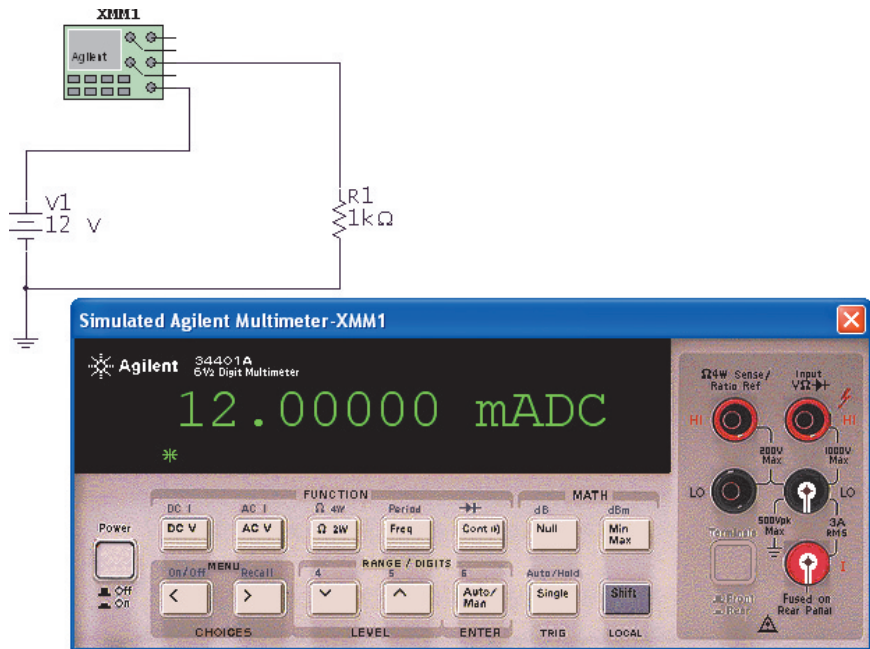 XMM1
Agilent
V1
12 V
R1
1kΩ
Simulated Agilent Multimeter-XMM1
Agilent 34401A
6½ Digit Multimeter
12.00000 mADC
Ω4W Sense/
Ratio Ref
Input
VΩ
HI
HI
200V
Max
1000V
Max
LO
LO
500Vpk
Max
3A
RMS
Terminals
I
Front
Rear
Fused on
Rear Panal
FUNCTION
MATH
DC I
AC I
Ω 4W
Period
dB
dBm
Power
DC V
AC V
Ω 2W
Freq
Cont
Null
Min
Max
On/Off
MENU
Recall
RANGE / DIGITS
4
5
6
Auto/Hold
Off
On
<
>
Auto/
Man
Single
Shift
CHOICES
LEVEL
ENTER
TRIG
LOCAL